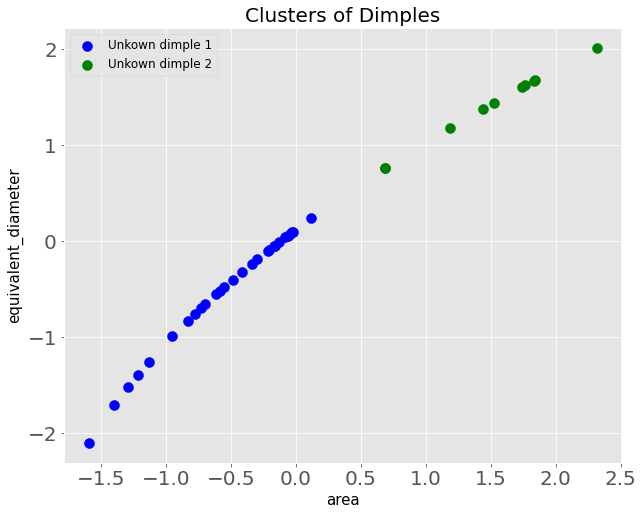 Clusters of Dimples
Unkown dimple 1
Unkown dimple 2
equivalent_diameter
2
1
0
−1
−2
−1.5 −1.0 −0.5 0.0 0.5 1.0 1.5 2.0 2.5
area